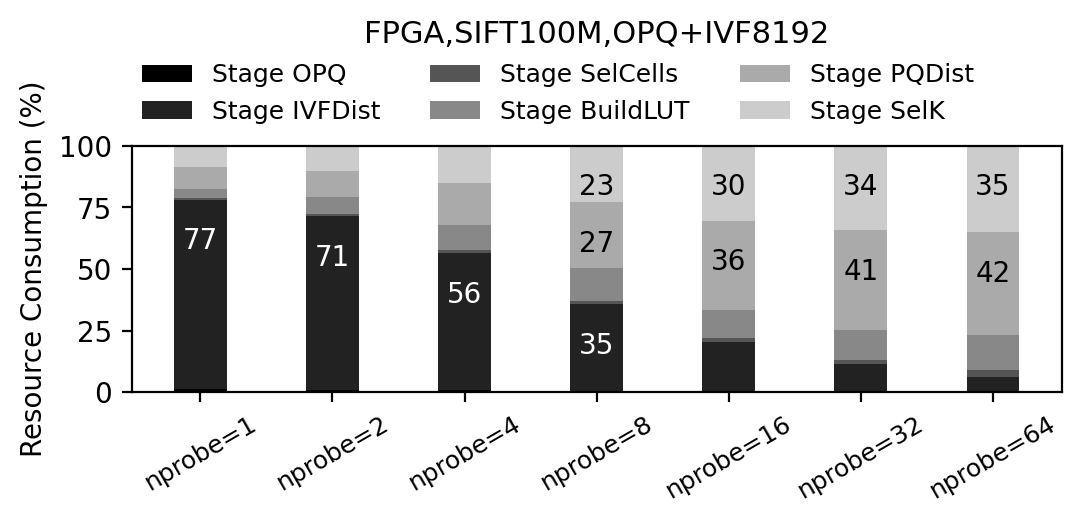 FPGA,SIFT100M,OPQ+IVF8192
Stage OPQ
Stage SelCells
Stage PQDist
Stage IVFDist
Stage BuildLUT
Stage SelK
Resource Consumption (%)
100
75
50
25
0
77
71
56
35
27
23
36
30
41
34
42
35
nprobe=1
nprobe=2
nprobe=4
nprobe=8
nprobe=16
nprobe=32
nprobe=64